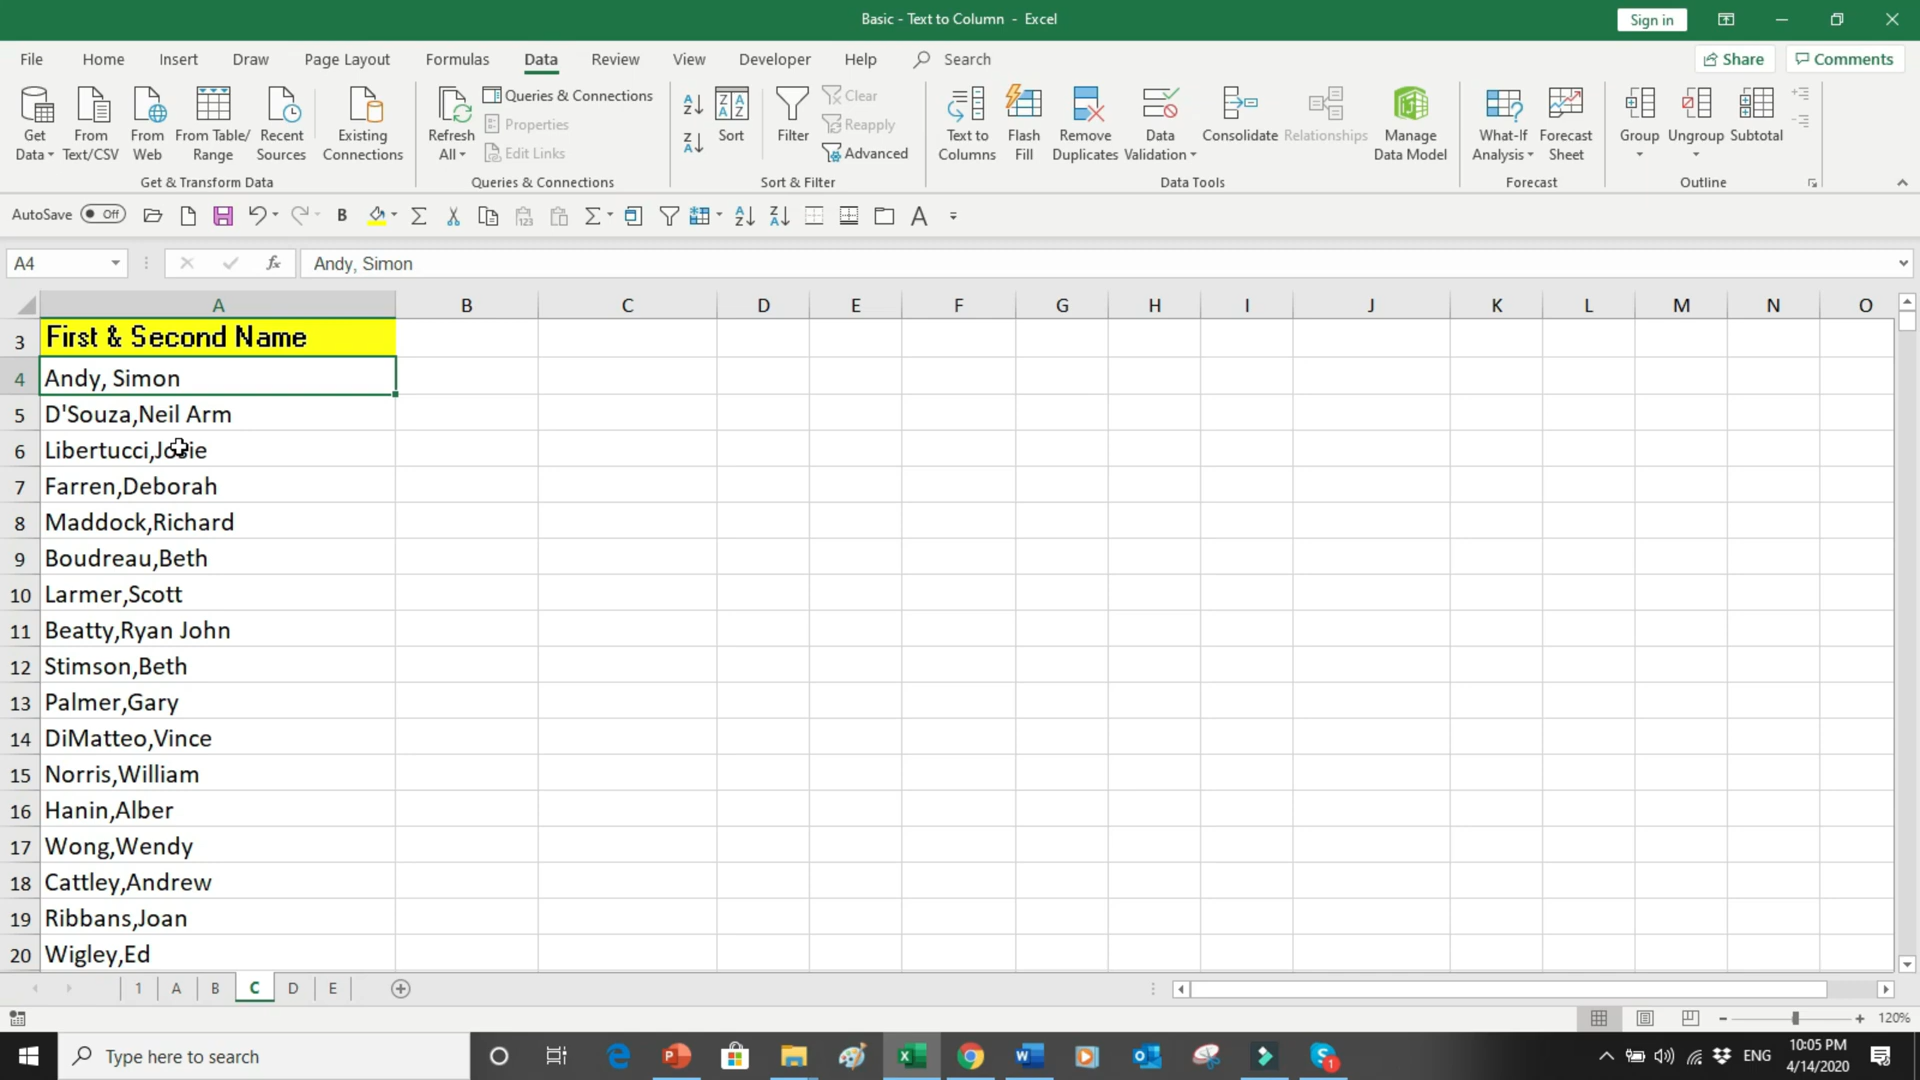 Basic - Text to Column - Excel
Sign in
File Home Insert Draw Page Layout Formulas Data Review View Developer Help Search Share Comments
Get Data From Text/CSV From Web From Table/Range Recent Sources Existing Connections
Get & Transform Data
Refresh All Queries & Connections Properties Edit Links
Queries & Connections
Sort Filter Clear Reapply Advanced
Sort & Filter
Text to Columns Flash Fill Remove Duplicates Data Validation Consolidate Relationships Manage Data Model
Data Tools
What-If Analysis Forecast Sheet
Forecast
Group Ungroup Subtotal
Outline
AutoSave Off
A4 fx Andy, Simon
A B C D E F G H I J K L M N O
3 First & Second Name
4 Andy, Simon
5 D'Souza,Neil Arm
6 Libertucci,Josie
7 Farren,Deborah
8 Maddock,Richard
9 Boudreau,Beth
10 Larmer,Scott
11 Beatty,Ryan John
12 Stimson,Beth
13 Palmer,Gary
14 DiMatteo,Vince
15 Norris,William
16 Hanin,Alber
17 Wong,Wendy
18 Cattley,Andrew
19 Ribbans,Joan
20 Wigley,Ed
1 A B C D E
120%
Type here to search
ENG
10:05 PM
4/14/2020